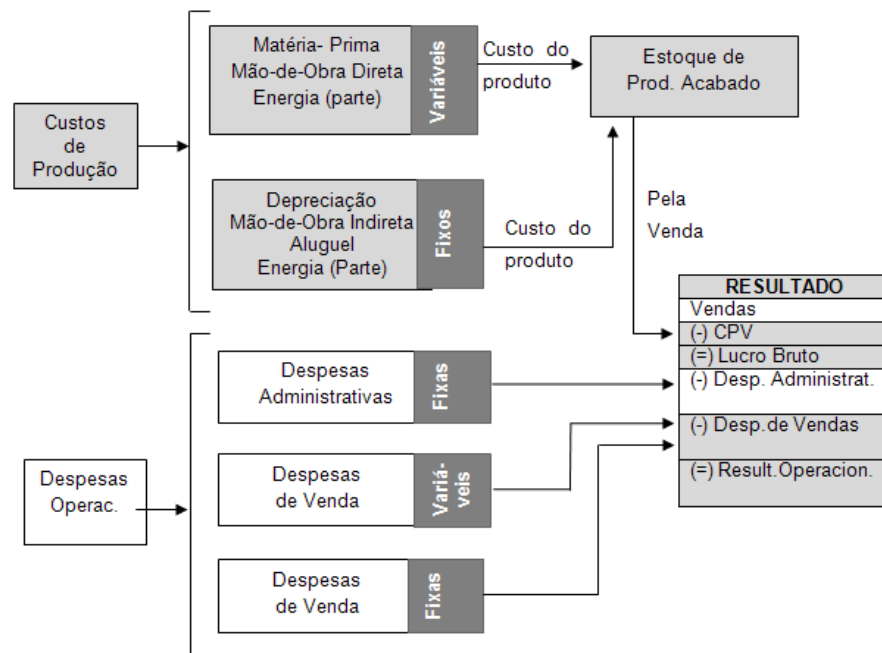 Custos
de
Produção
Matéria- Prima
Mão-de-Obra Direta
Energia (parte)
Variáveis
Custo do
produto
Estoque de
Prod. Acabado
Depreciação
Mão-de-Obra Indireta
Aluguel
Energia (Parte)
Fixos
Custo do
produto
Pela
Venda
RESULTADO
Vendas
(-) CPV
(=) Lucro Bruto
(-) Desp. Administrat.
(-) Desp.de Vendas
(=) Result.Operacion.
Despesas
Operac.
Despesas
Administrativas
Fixas
Despesas
de Venda
Variá-
veis
Despesas
de Venda
Fixas